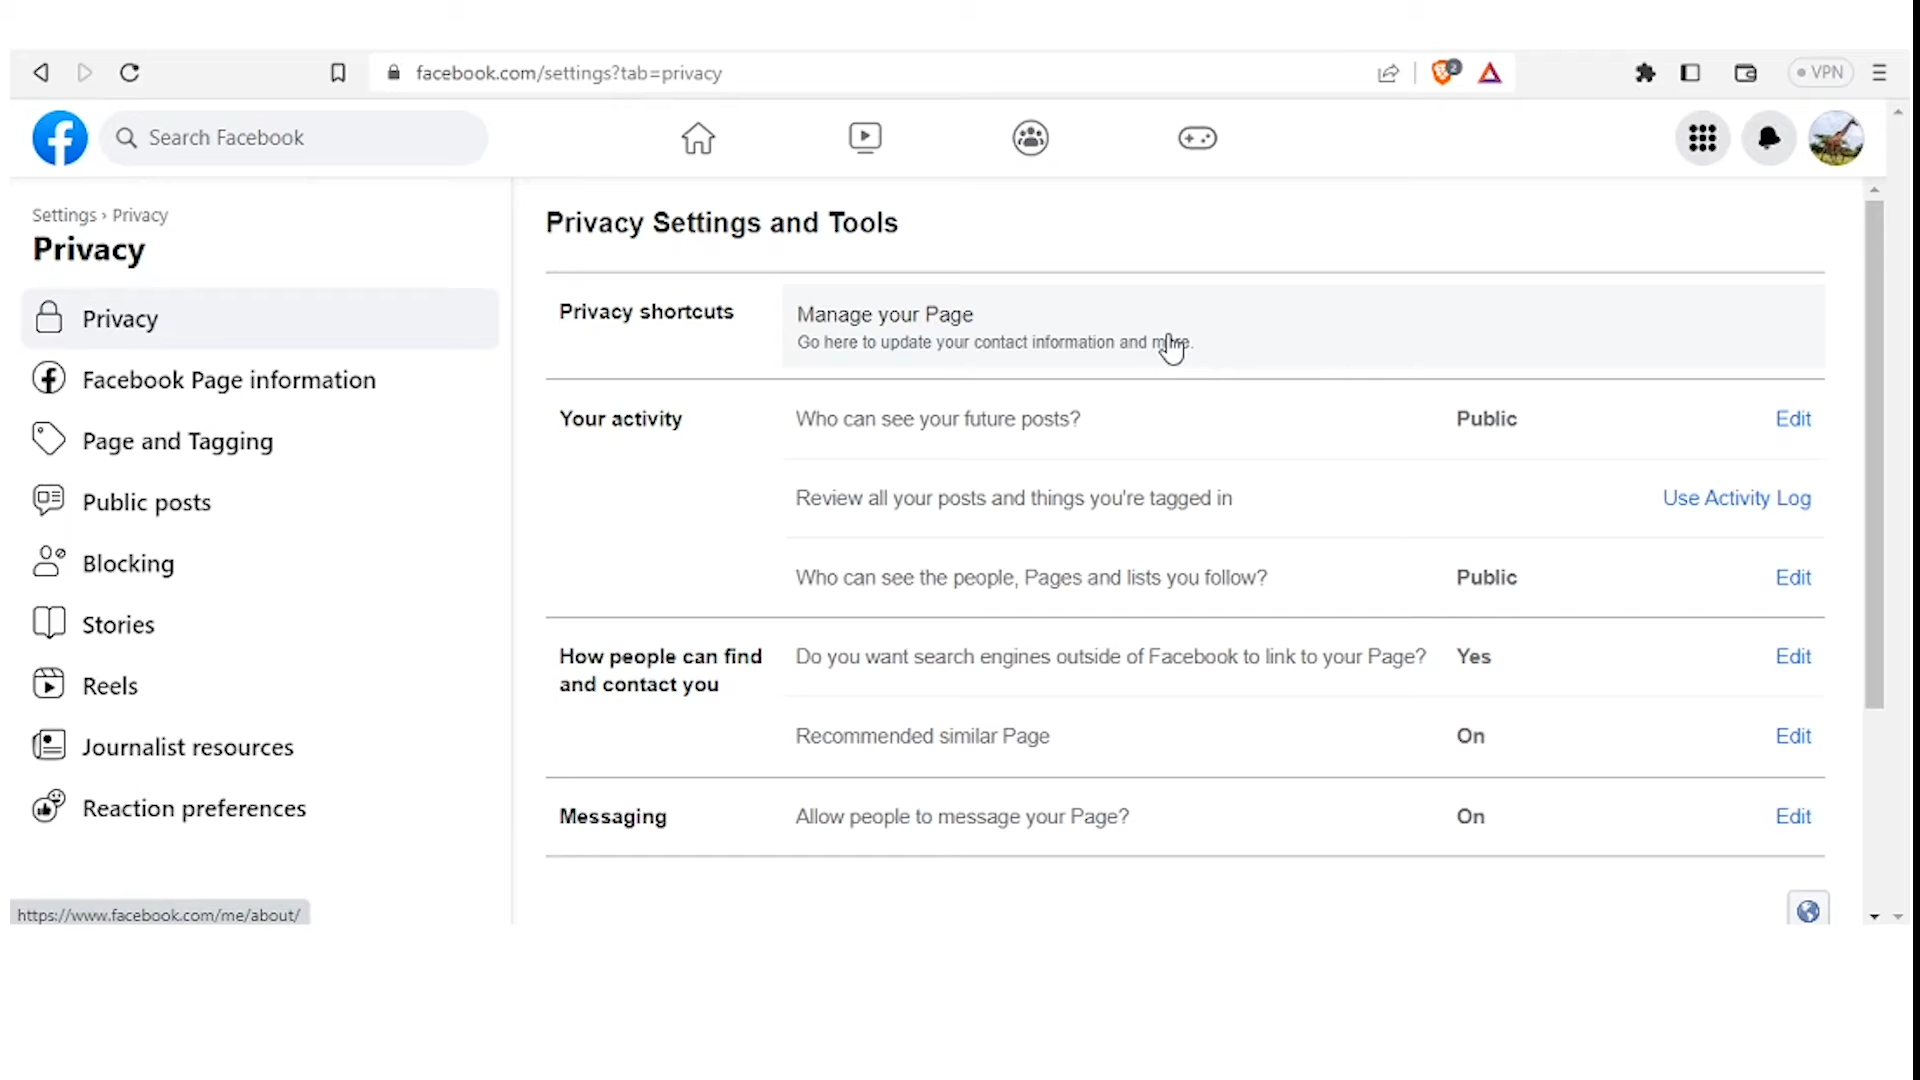 facebook.com/settings?tab=privacy
2
VPN
Search Facebook
Settings › Privacy
Privacy
Privacy
Facebook Page information
Page and Tagging
Public posts
Blocking
Stories
Reels
Journalist resources
Reaction preferences
Privacy Settings and Tools
Privacy shortcuts
Manage your Page
Go here to update your contact information and more.
Your activity
Who can see your future posts? Public Edit
Review all your posts and things you're tagged in Use Activity Log
Who can see the people, Pages and lists you follow? Public Edit
How people can find
and contact you
Do you want search engines outside of Facebook to link to your Page? Yes Edit
Recommended similar Page On Edit
Messaging
Allow people to message your Page? On Edit
https://www.facebook.com/me/about/